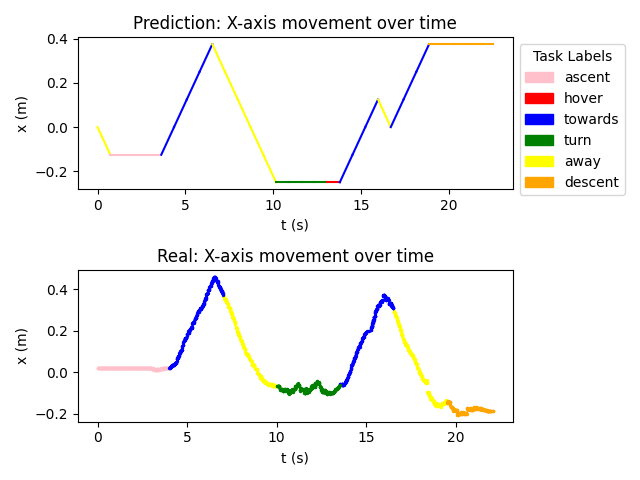 Prediction: X-axis movement over time
0.4
0.2
0.0
−0.2
x (m)
0 5 10 15 20
t (s)
Task Labels
ascent
hover
towards
turn
away
descent
Real: X-axis movement over time
0.4
0.2
0.0
−0.2
x (m)
0 5 10 15 20
t (s)